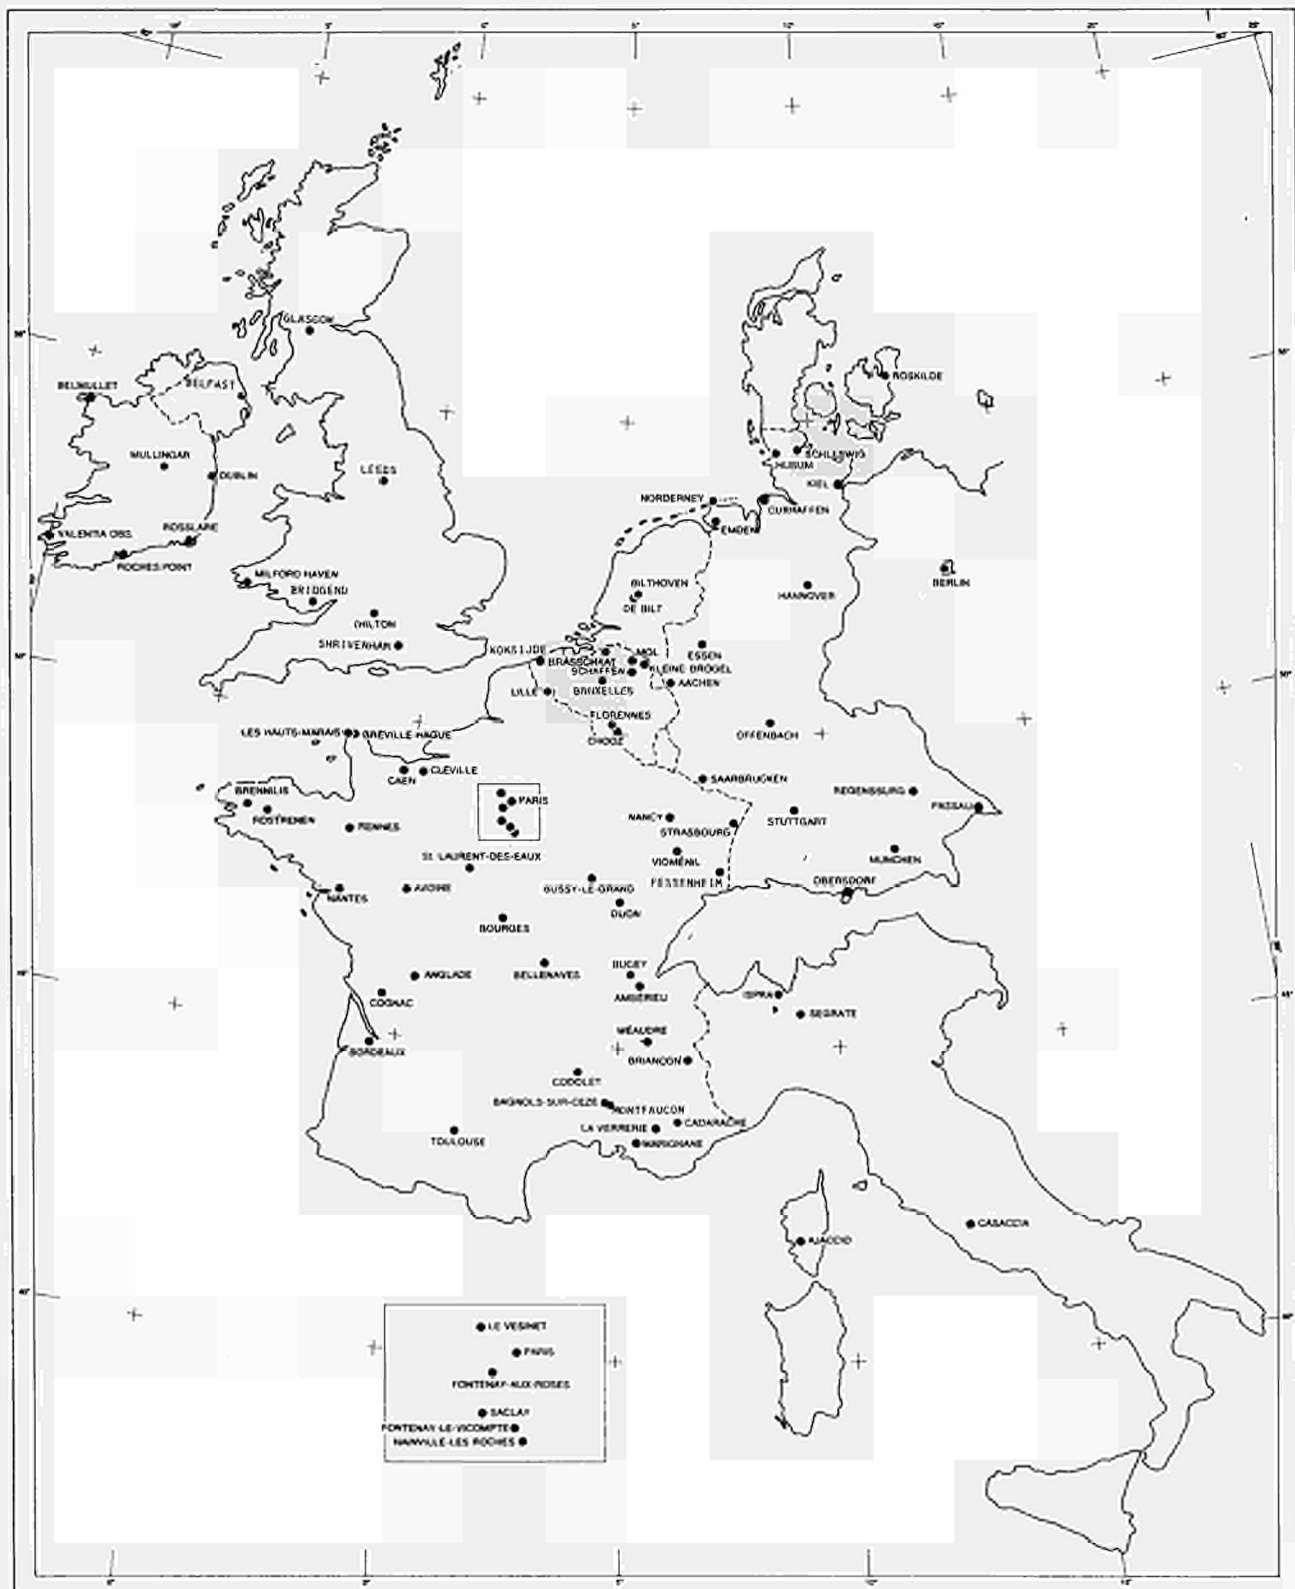 GLASGOW
BELMULLET
BELFAST
ROSKILDE
MULLINGAR
DUBLIN
LEEDS
SCHLESWIG
HUSUM
KIEL
NORDERNEY
CURHAFFEN
EMDEN
VALENTIA OBS.
ROSSLARE
ROCHES POINT
MILFORD HAVEN
BRIDGEND
BILTHOVEN
DE BILT
HANNOVER
BERLIN
CHILTON
SHRIVENHAM
KOKSIJDE
BRASSCHAAT
MOL
ESSEN
SCHAFFEN
KLEINE BROGEL
AACHEN
LILLE
BRUXELLES
FLORENNES
CHOOZ
OFFENBACH
LES HAUTS-MARAIS
GREVILLE-HAGUE
CAEN
CLEVILLE
SAARBRUCKEN
BRENNILIS
ROSTRENEN
RENNES
PARIS
NANCY
STRASBOURG
STUTTGART
REGENSBURG
PASSAU
ST. LAURENT-DES-EAUX
VIOMENIL
MUNCHEN
NANTES
AVOINE
BUSSY-LE-GRAND
FESSENHEIM
OBERSDORF
DIJON
BOURGES
ANGLADE
BELLENAVES
BUGEY
AMBERIEU
COGNAC
ISPRA
SEGRATE
BORDEAUX
MEAUDRE
BRIANCON
CODOLET
BAGNOLS-SUR-CEZE
MONTFAUCON
CADARACHE
LA VERRERIE
MARIGNANE
TOULOUSE
AJACCIO
CASACCIA
LE VESINET
PARIS
FONTENAY-AUX-ROSES
SACLAY
FONTENAY-LE-VICOMPTE
NAINVILLE-LES ROCHES